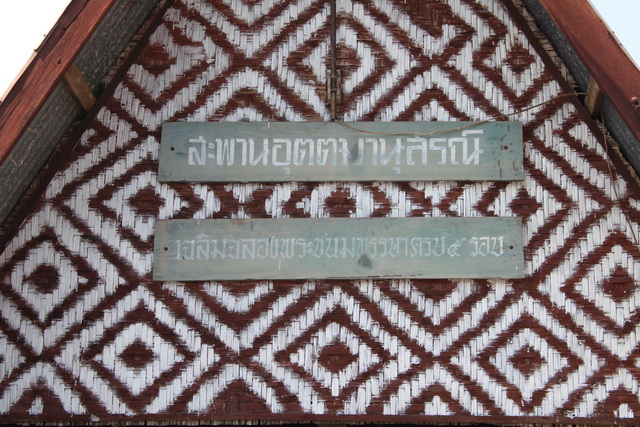 สะพานอุตตมานุสรณ์
เฉลิมฉลองพระชนมพรรษาครบ ๕ รอบ